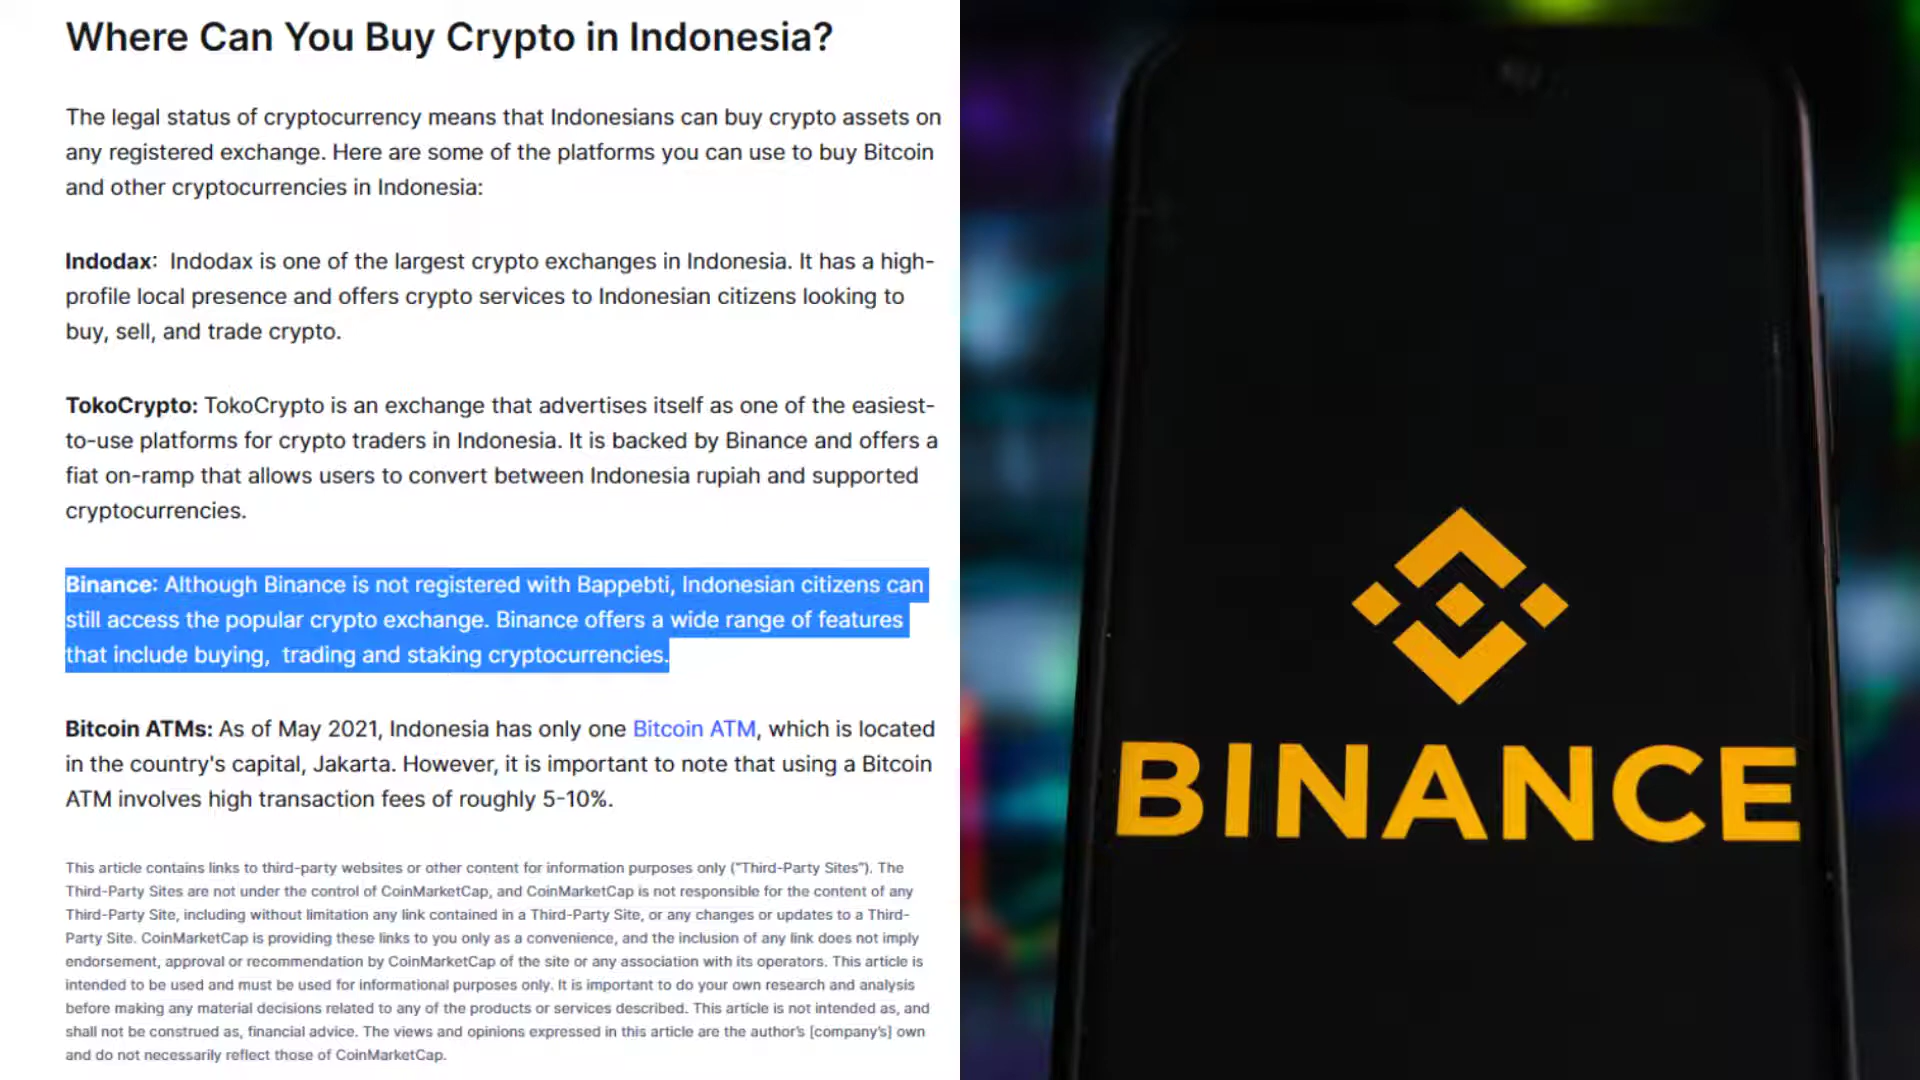 Where Can You Buy Crypto in Indonesia?
The legal status of cryptocurrency means that Indonesians can buy crypto assets on
any registered exchange. Here are some of the platforms you can use to buy Bitcoin
and other cryptocurrencies in Indonesia:
Indodax: Indodax is one of the largest crypto exchanges in Indonesia. It has a high-
profile local presence and offers crypto services to Indonesian citizens looking to
buy, sell, and trade crypto.
TokoCrypto: TokoCrypto is an exchange that advertises itself as one of the easiest-
to-use platforms for crypto traders in Indonesia. It is backed by Binance and offers a
fiat on-ramp that allows users to convert between Indonesia rupiah and supported
cryptocurrencies.
Binance: Although Binance is not registered with Bappebti, Indonesian citizens can
still access the popular crypto exchange. Binance offers a wide range of features
that include buying, trading and staking cryptocurrencies.
Bitcoin ATMs: As of May 2021, Indonesia has only one Bitcoin ATM, which is located
in the country's capital, Jakarta. However, it is important to note that using a Bitcoin
ATM involves high transaction fees of roughly 5-10%.
This article contains links to third-party websites or other content for information purposes only ("Third-Party Sites"). The
Third-Party Sites are not under the control of CoinMarketCap, and CoinMarketCap is not responsible for the content of any
Third-Party Site, including without limitation any link contained in a Third-Party Site, or any changes or updates to a Third-
Party Site. CoinMarketCap is providing these links to you only as a convenience, and the inclusion of any link does not imply
endorsement, approval or recommendation by CoinMarketCap of the site or any association with its operators. This article is
intended to be used and must be used for informational purposes only. It is important to do your own research and analysis
before making any material decisions related to any of the products or services described. This article is not intended as, and
shall not be construed as, financial advice. The views and opinions expressed in this article are the author's [company's] own
and do not necessarily reflect those of CoinMarketCap.
BINANCE